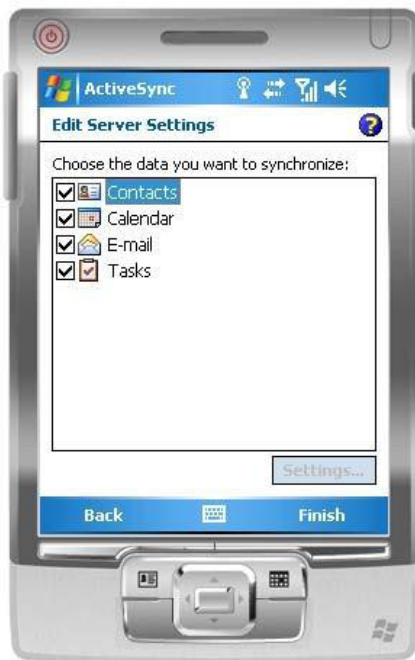 ActiveSync
Edit Server Settings
Choose the data you want to synchronize:
Contacts
Calendar
E-mail
Tasks
Settings...
Back Finish